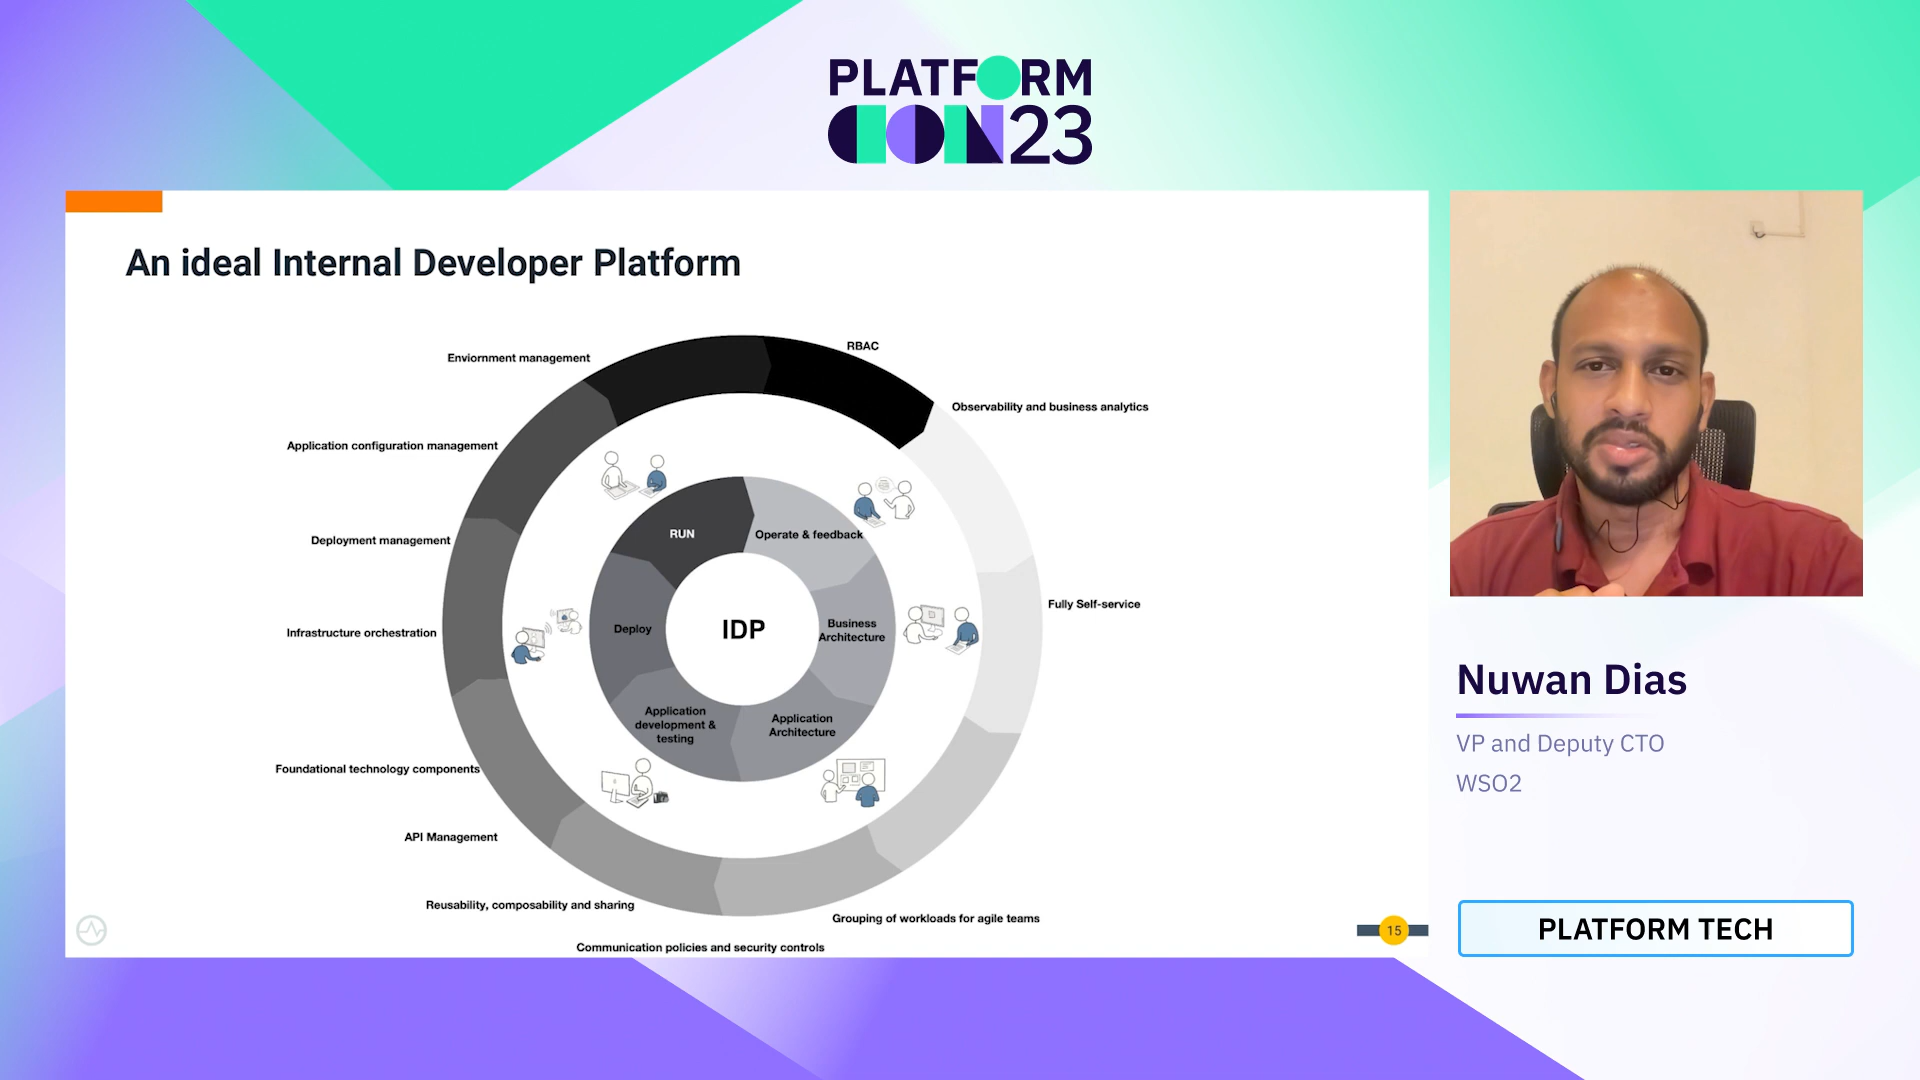 PLATFORM
CON23
An ideal Internal Developer Platform
RBAC
Enviornment management
Observability and business analytics
Application configuration management
Deployment management
Infrastructure orchestration
Foundational technology components
API Management
Reusability, composability and sharing
Communication policies and security controls
Grouping of workloads for agile teams
Fully Self-service
RUN
Operate & feedback
Deploy
IDP
Business
Architecture
Application
development &
testing
Application
Architecture
15
Nuwan Dias
VP and Deputy CTO
WSO2
PLATFORM TECH